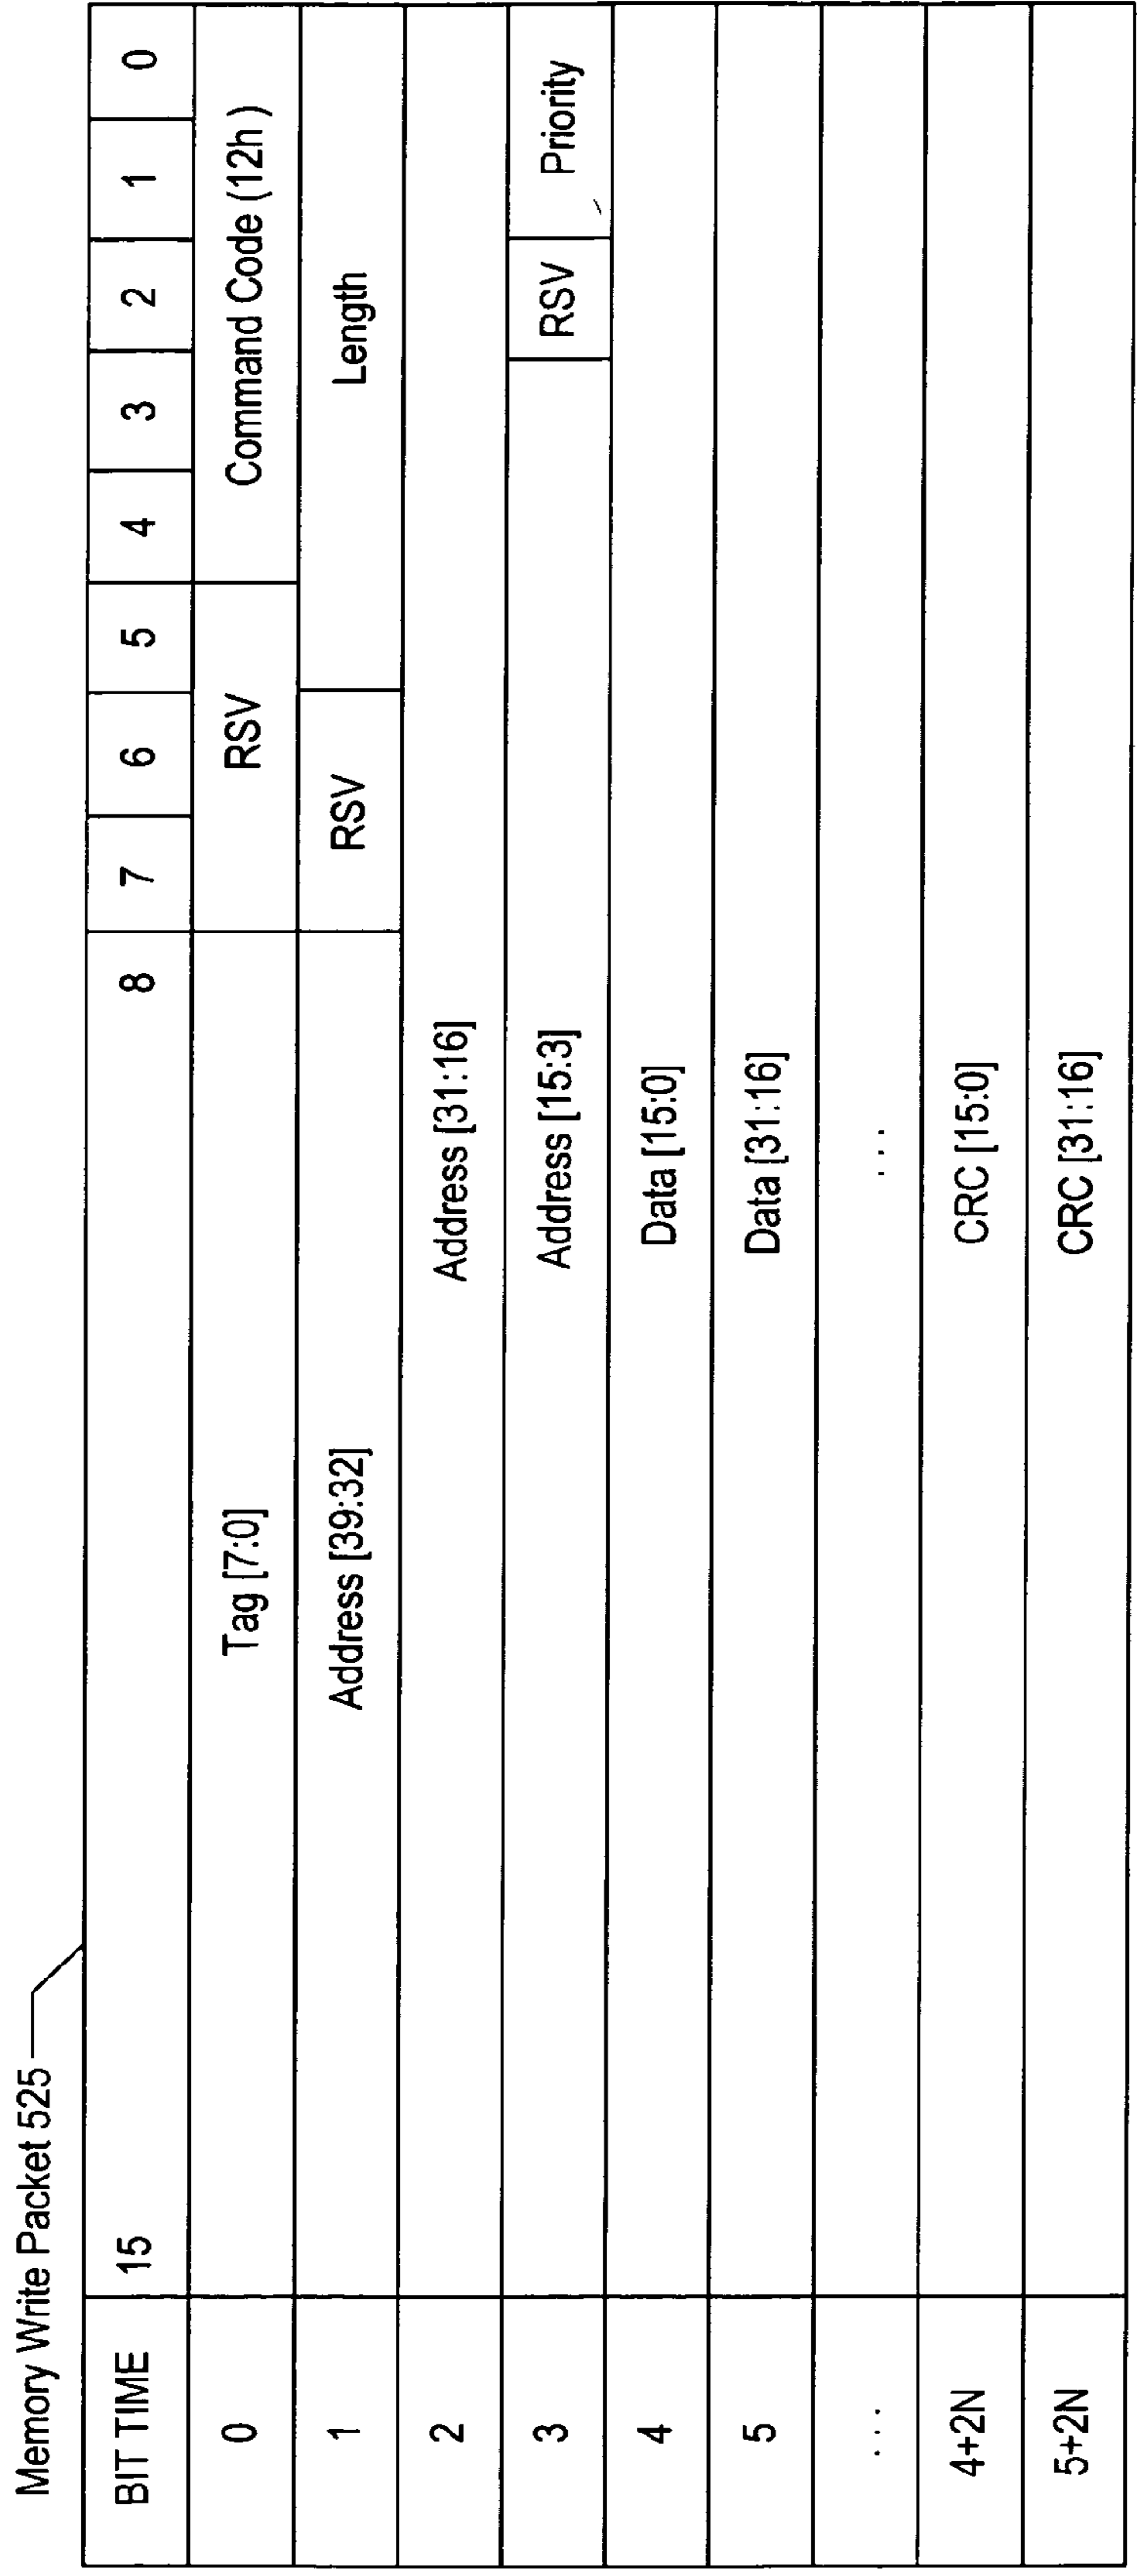 Memory Write Packet 525
BIT TIME 15 8 7 6 5 4 3 2 1 0
0 Tag [7:0] RSV Command Code (12h )
1 Address [39:32] RSV Length
2 Address [31:16]
3 Address [15:3] RSV Priority
4 Data [15:0]
5 Data [31:16]
... ...
4+2N CRC [15:0]
5+2N CRC [31:16]